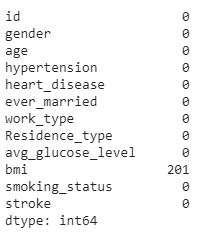 id 0
gender 0
age 0
hypertension 0
heart_disease 0
ever_married 0
work_type 0
Residence_type 0
avg_glucose_level 0
bmi 201
smoking_status 0
stroke 0
dtype: int64